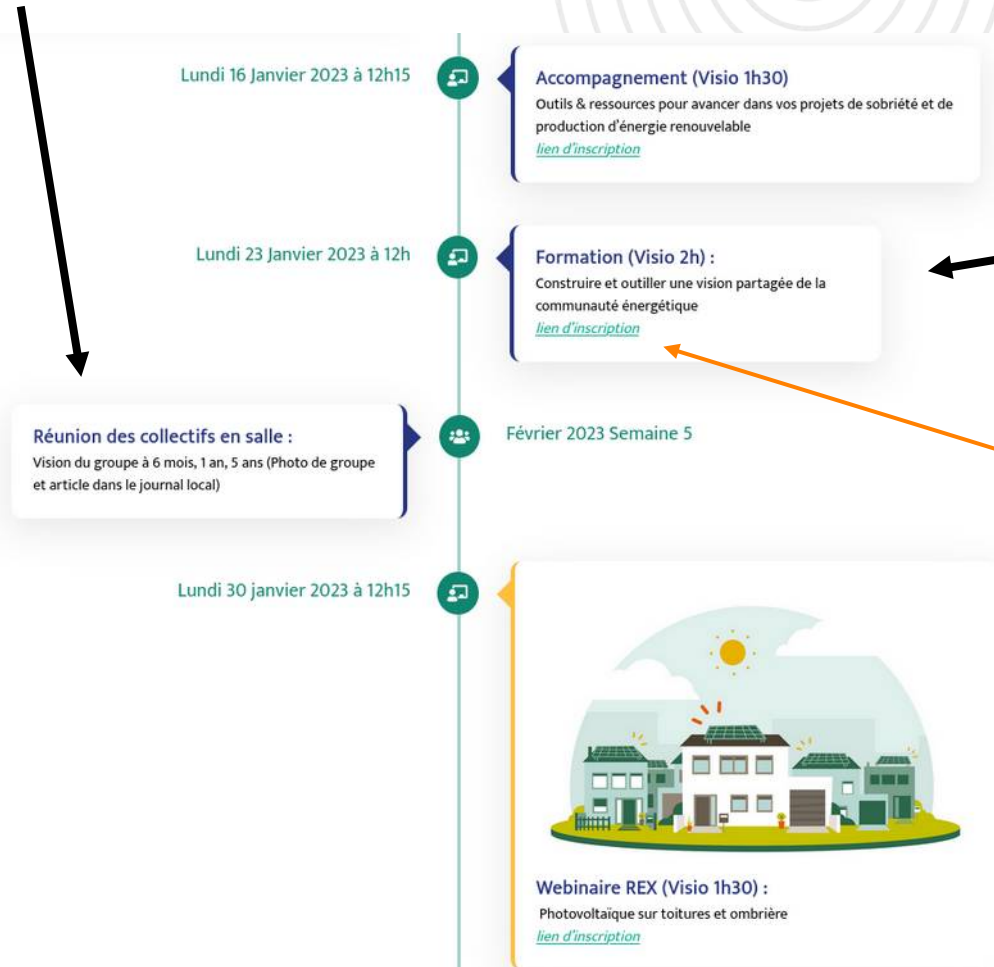 Lundi 16 Janvier 2023 à 12h15
Accompagnement (Visio 1h30)
Outils & ressources pour avancer dans vos projets de sobriété et de
production d'énergie renouvelable
lien d'inscription
Lundi 23 Janvier 2023 à 12h
Formation (Visio 2h) :
Construire et outiller une vision partagée de la
communauté énergétique
lien d'inscription
Réunion des collectifs en salle :
Vision du groupe à 6 mois, 1 an, 5 ans (Photo de groupe
et article dans le journal local)
Février 2023 Semaine 5
Lundi 30 janvier 2023 à 12h15
Webinaire REX (Visio 1h30) :
Photovoltaïque sur toitures et ombrière
lien d'inscription